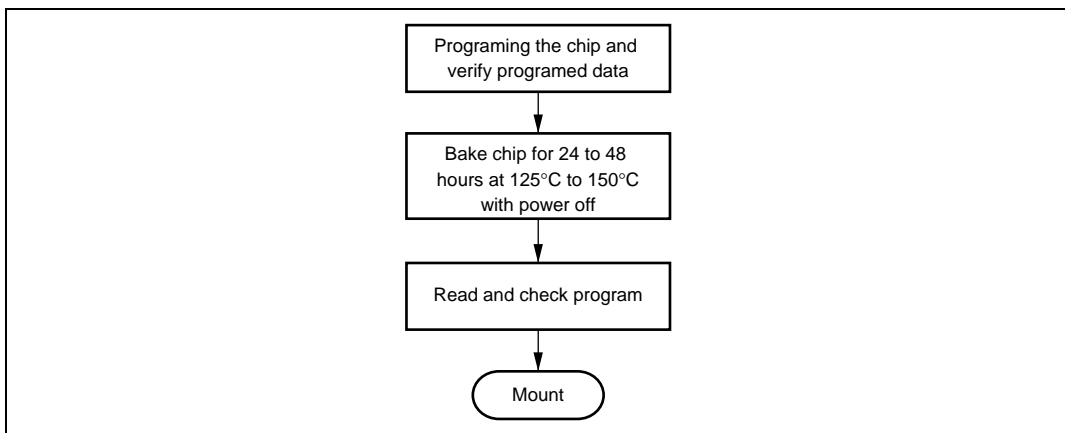 Programing the chip and
verify programed data
Bake chip for 24 to 48
hours at 125°C to 150°C
with power off
Read and check program
Mount